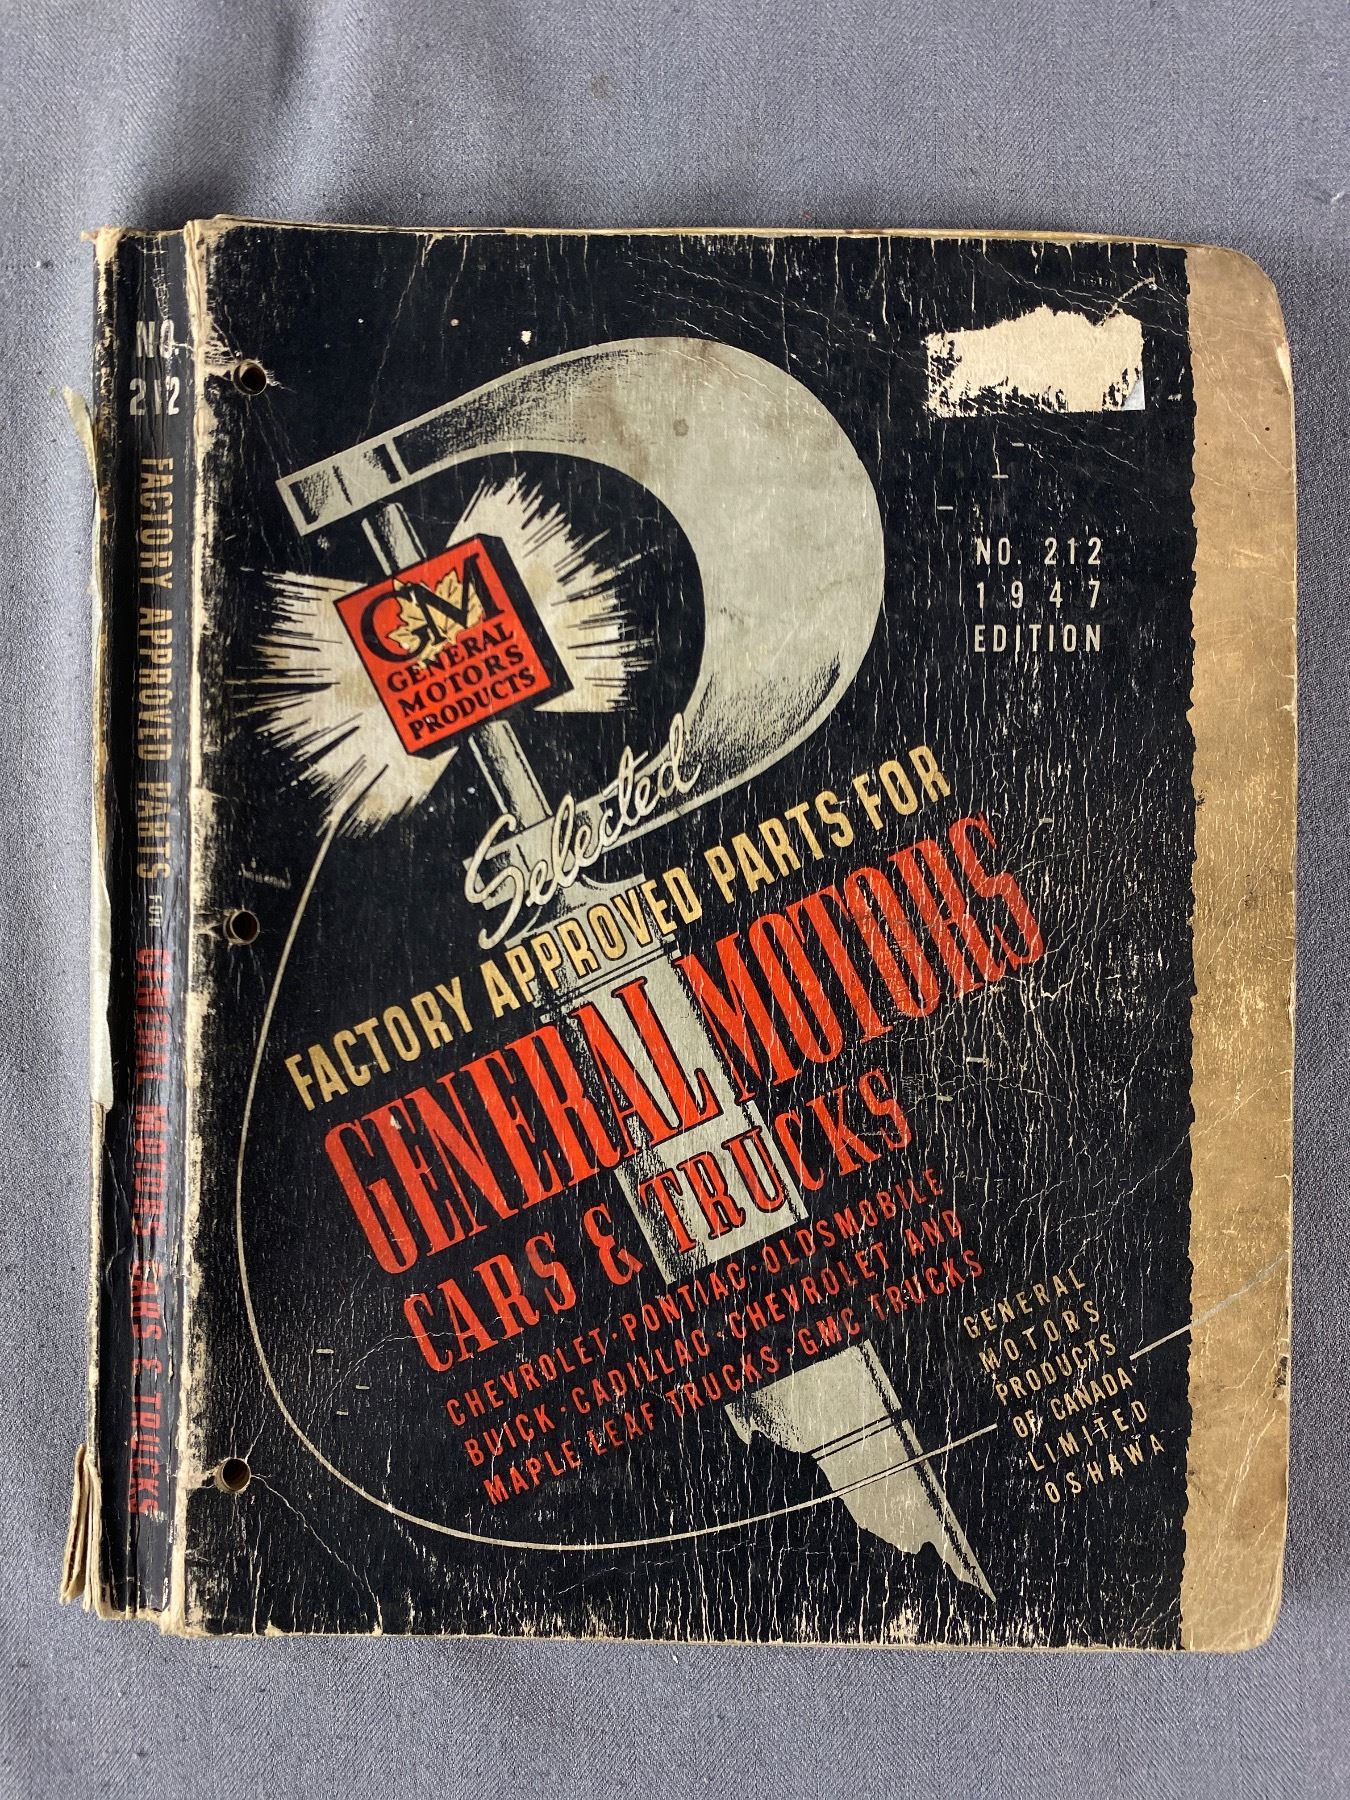 NO.
212
FACTORY APPROVED PARTS FOR GENERAL MOTORS CARS & TRUCKS
NO. 212
1947
EDITION
GM
GENERAL
MOTORS
PRODUCTS
Selected
FACTORY APPROVED PARTS FOR
GENERAL MOTORS
CARS & TRUCKS
CHEVROLET · PONTIAC · OLDSMOBILE
BUICK · CADILLAC · CHEVROLET AND
MAPLE LEAF TRUCKS · GMC TRUCKS
GENERAL
MOTORS
PRODUCTS
OF CANADA
LIMITED
OSHAWA